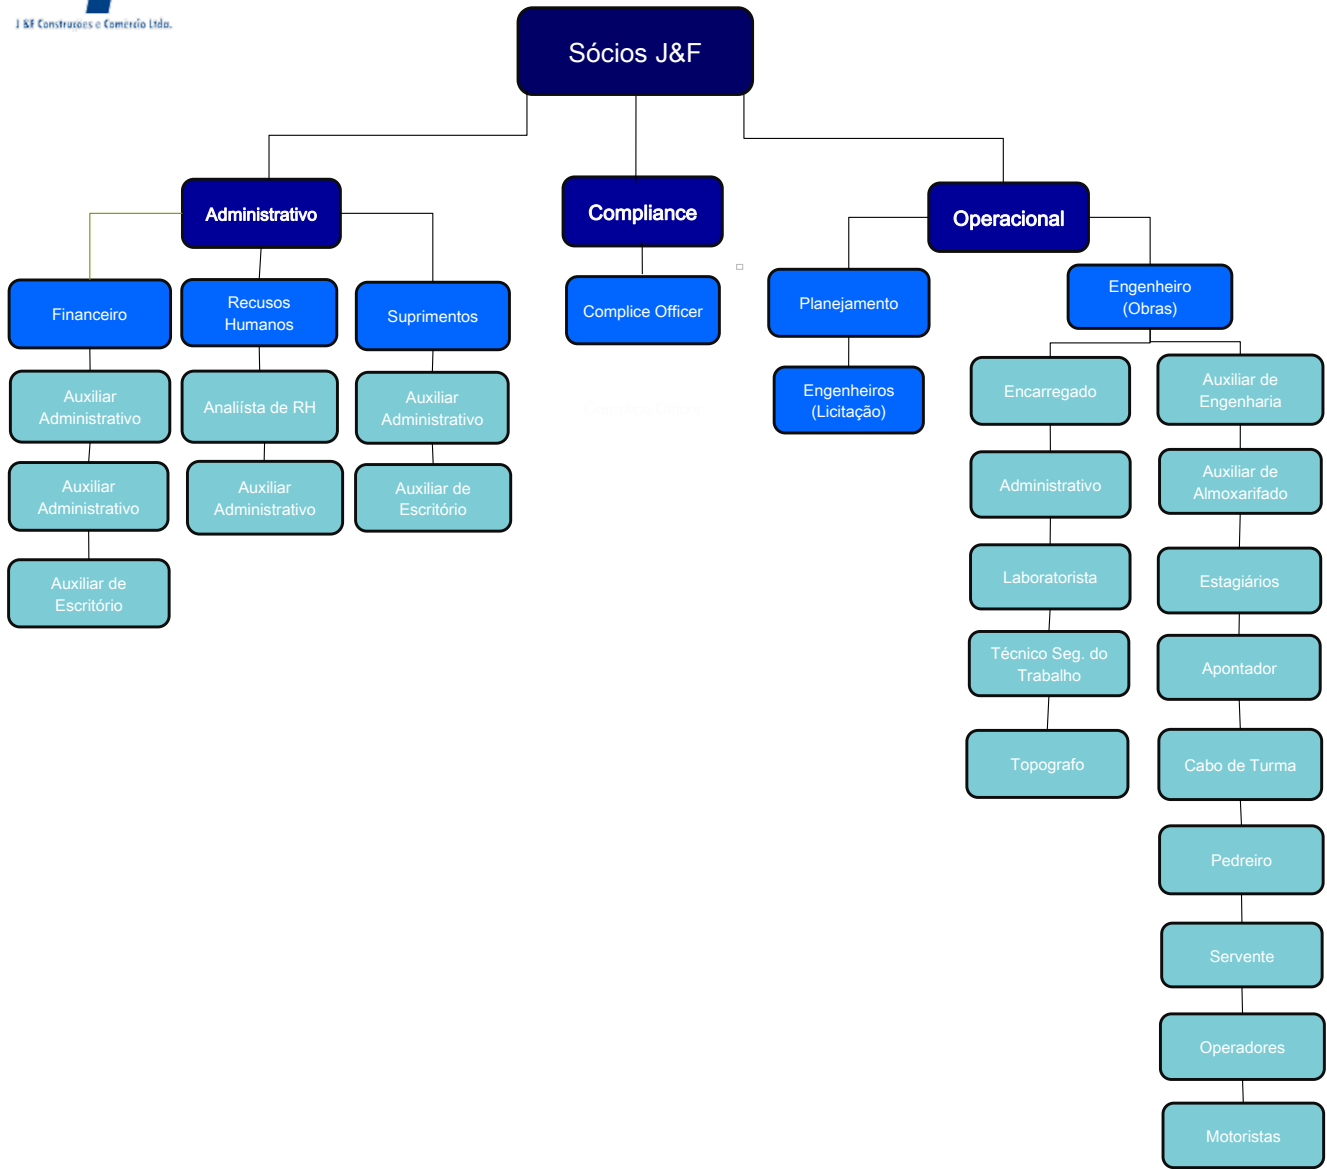 J &F Construções e Comércio Ltda.
Sócios J&F
Administrativo
Compliance
Operacional
Financeiro
Recusos
Humanos
Suprimentos
Complice Officer
Planejamento
Engenheiro
(Obras)
Auxiliar
Administrativo
Analiísta de RH
Auxiliar
Administrativo
Engenheiros
(Licitação)
Encarregado
Auxiliar de
Engenharia
Auxiliar
Administrativo
Auxiliar
Administrativo
Auxiliar de
Escritório
Administrativo
Auxiliar de
Almoxarifado
Auxiliar de
Escritório
Laboratorista
Estagiários
Técnico Seg. do
Trabalho
Apontador
Topografo
Cabo de Turma
Pedreiro
Servente
Operadores
Motoristas